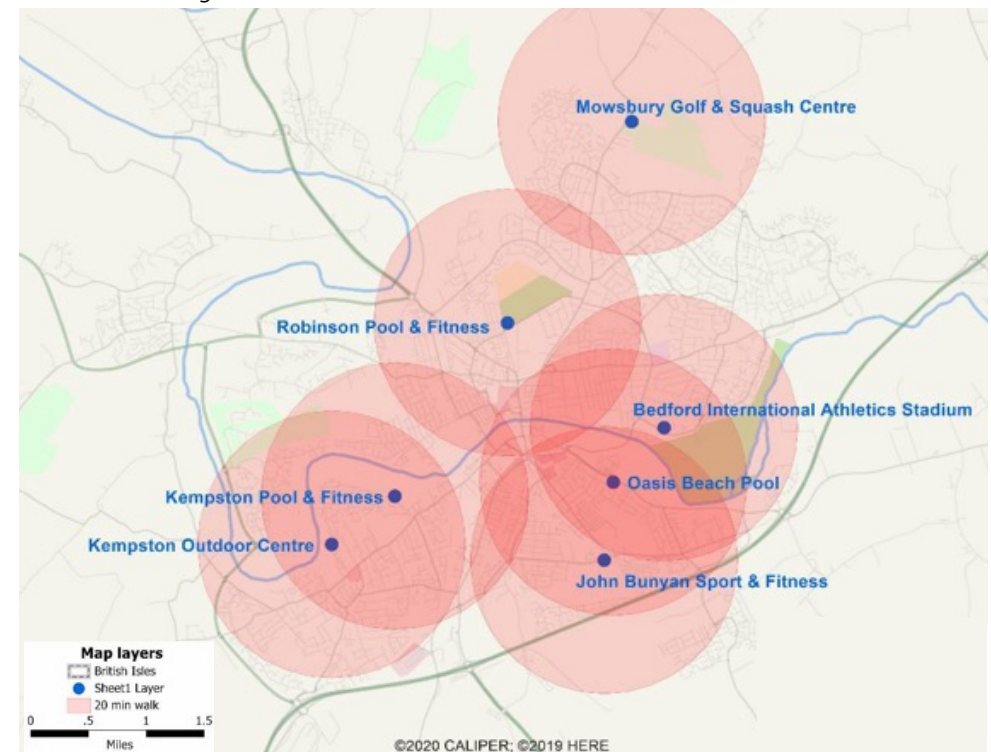 Mowsbury Golf & Squash Centre
Robinson Pool & Fitness
Bedford International Athletics Stadium
Kempston Pool & Fitness
Oasis Beach Pool
Kempston Outdoor Centre
John Bunyan Sport & Fitness
Map layers
British Isles
Sheet1 Layer
20 min walk
0 .5 1 1.5
Miles
©2020 CALIPER; ©2019 HERE